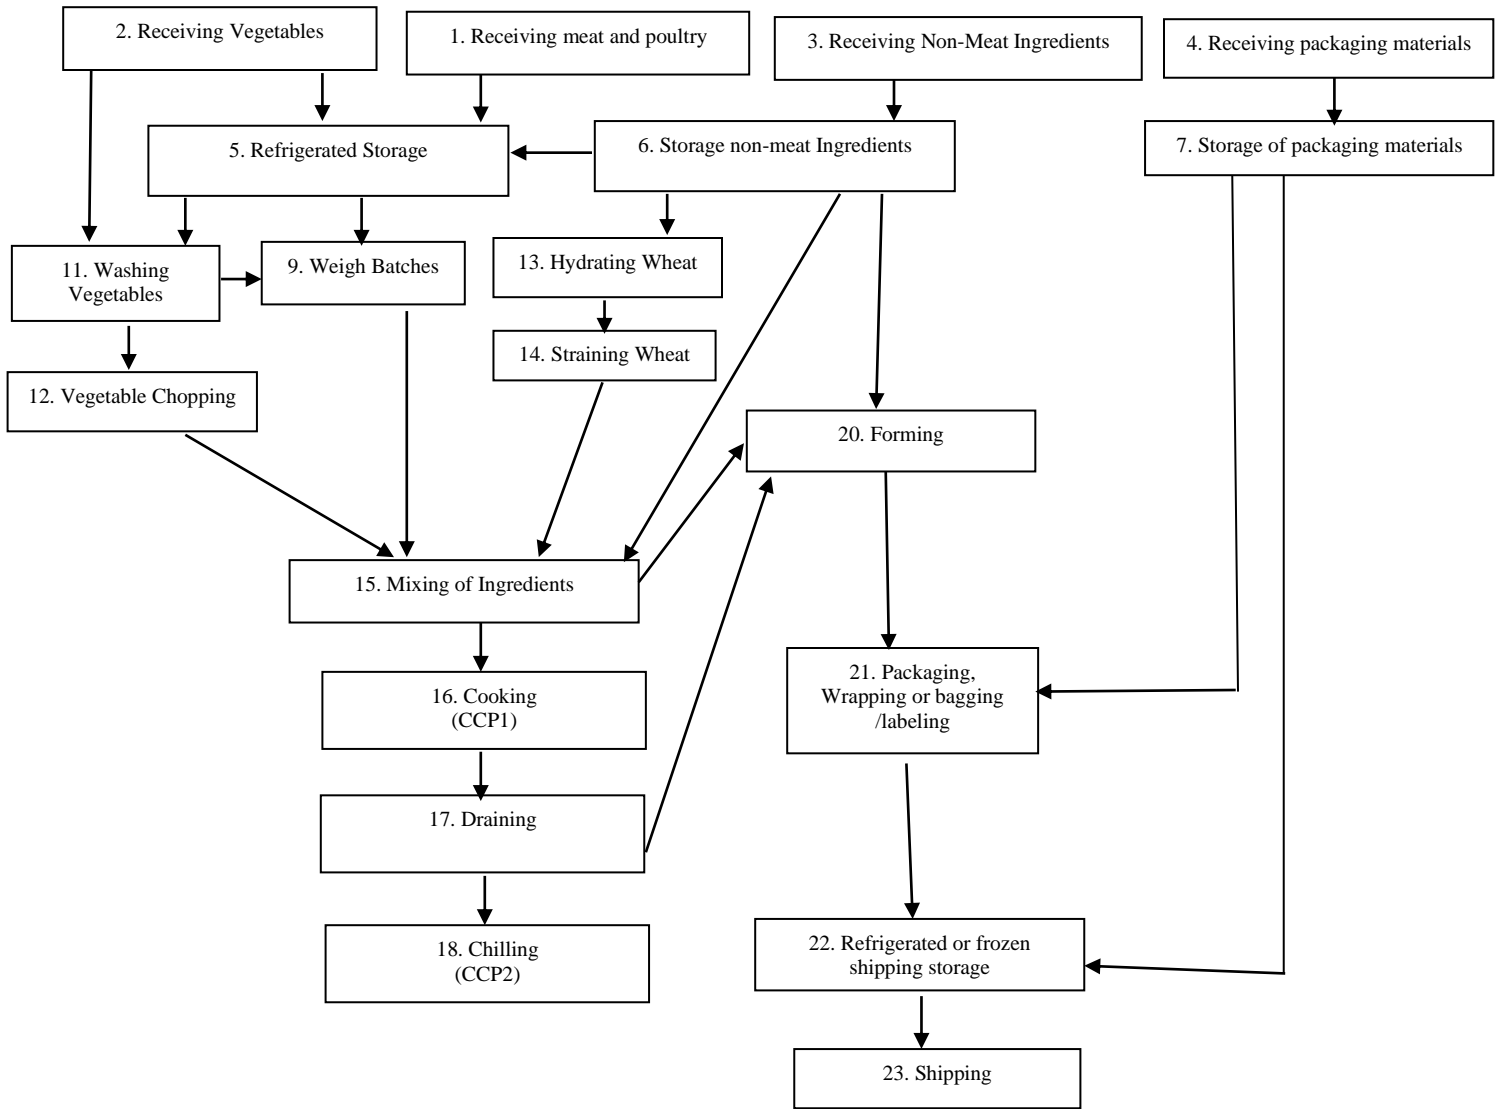 2. Receiving Vegetables
1. Receiving meat and poultry
3. Receiving Non-Meat Ingredients
4. Receiving packaging materials
5. Refrigerated Storage
6. Storage non-meat Ingredients
7. Storage of packaging materials
11. Washing
Vegetables
9. Weigh Batches
13. Hydrating Wheat
14. Straining Wheat
12. Vegetable Chopping
20. Forming
15. Mixing of Ingredients
16. Cooking
(CCP1)
21. Packaging,
Wrapping or bagging
/labeling
17. Draining
18. Chilling
(CCP2)
22. Refrigerated or frozen
shipping storage
23. Shipping